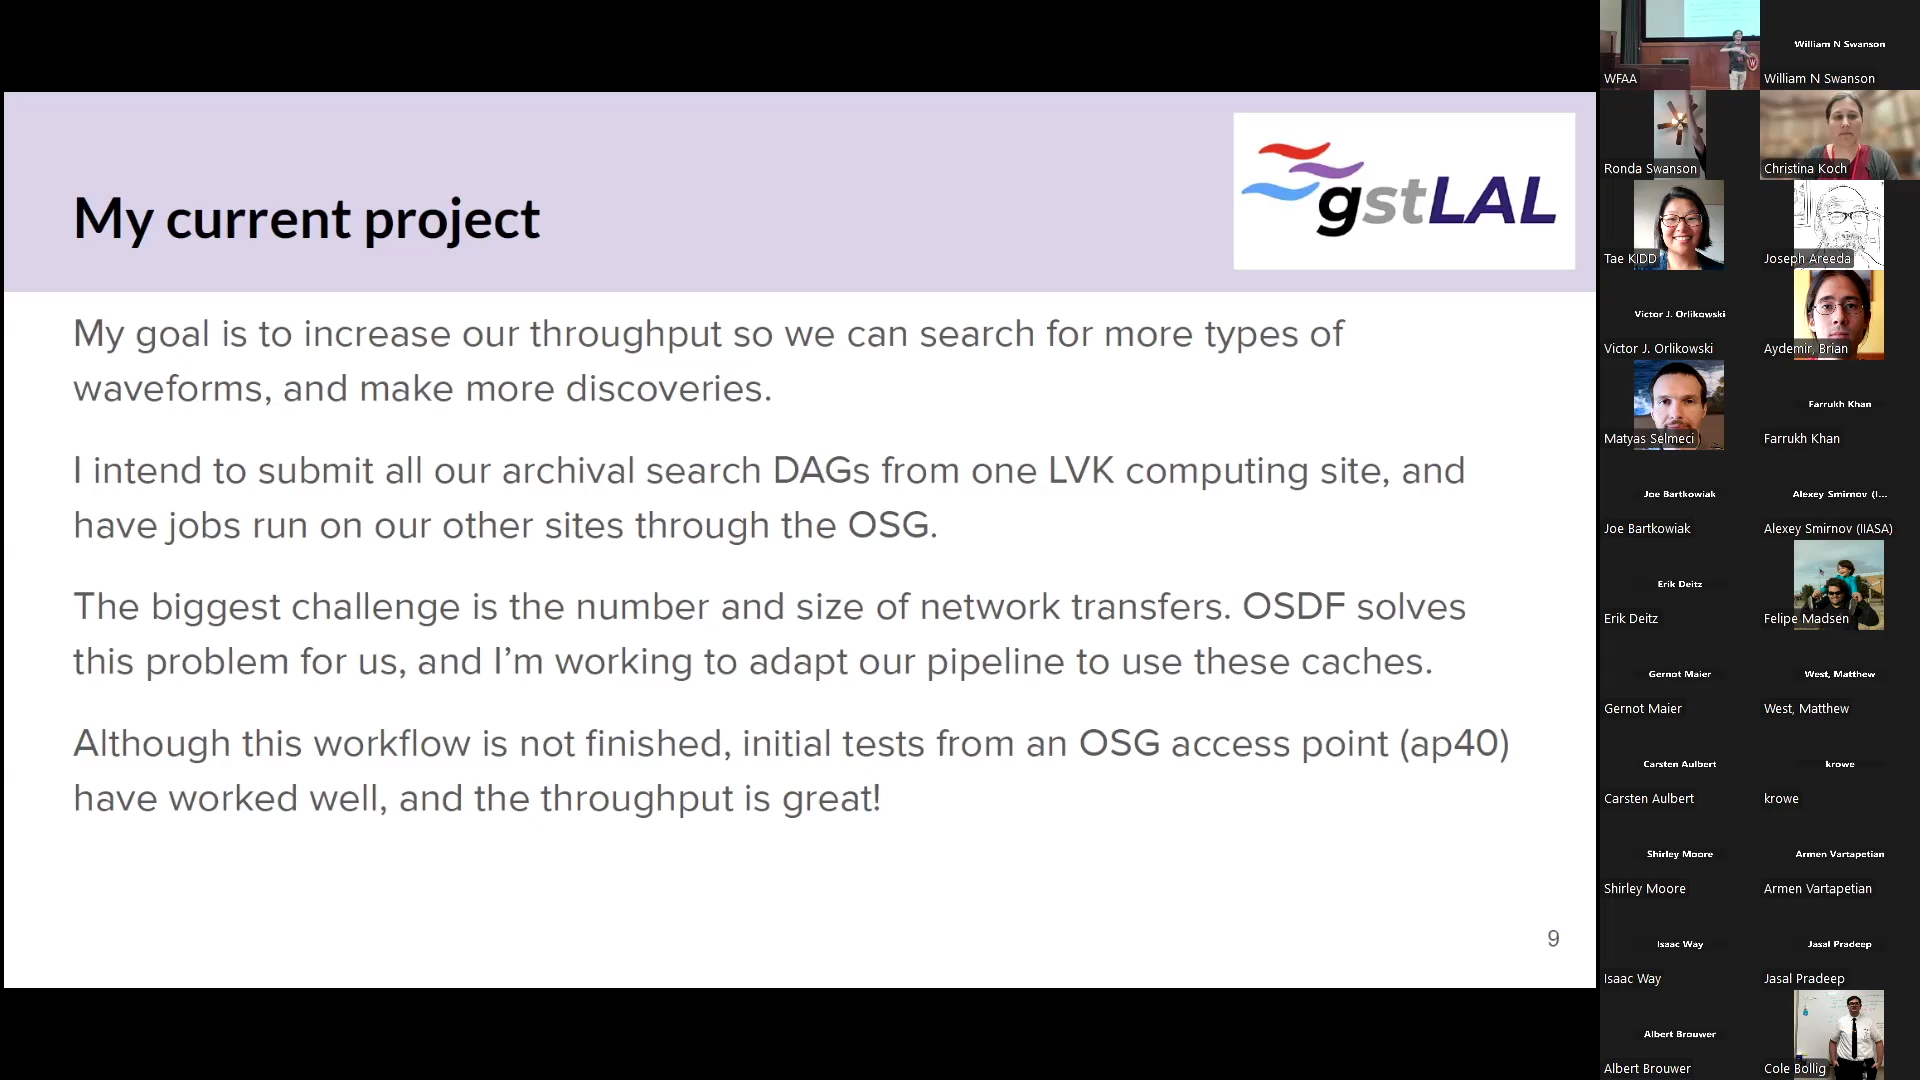 My current project
gstLAL
My goal is to increase our throughput so we can search for more types of
waveforms, and make more discoveries.
I intend to submit all our archival search DAGs from one LVK computing site, and
have jobs run on our other sites through the OSG.
The biggest challenge is the number and size of network transfers. OSDF solves
this problem for us, and I’m working to adapt our pipeline to use these caches.
Although this workflow is not finished, initial tests from an OSG access point (ap40)
have worked well, and the throughput is great!
9
WFAA
William N Swanson
William N Swanson
Ronda Swanson
Christina Koch
Tae KIDD
Joseph Areeda
Victor J. Orlikowski
Victor J. Orlikowski
Aydemir, Brian
Matyas Selmeci
Farrukh Khan
Farrukh Khan
Joe Bartkowiak
Joe Bartkowiak
Alexey Smirnov (I...
Alexey Smirnov (IIASA)
Erik Deitz
Erik Deitz
Felipe Madsen
Gernot Maier
Gernot Maier
West, Matthew
West, Matthew
Carsten Aulbert
Carsten Aulbert
krowe
krowe
Shirley Moore
Shirley Moore
Armen Vartapetian
Armen Vartapetian
Isaac Way
Isaac Way
Jasal Pradeep
Jasal Pradeep
Albert Brouwer
Albert Brouwer
Cole Bollig